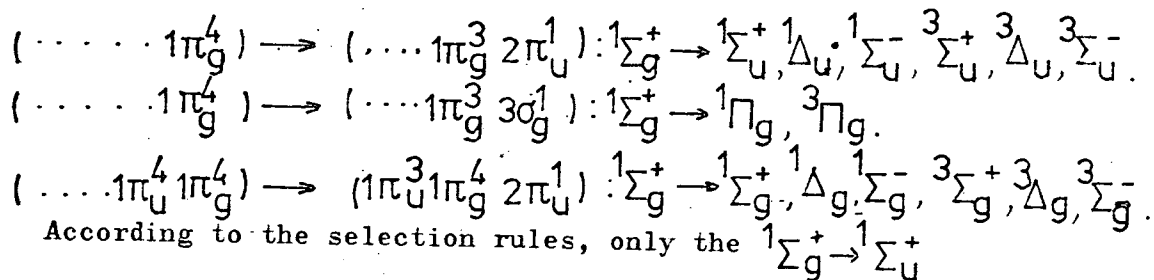 ( · · · · · · 1π_g^4 ) → ( · · · · 1π_g^3 2π_u^1 ) : ^1Σ_g^+ → ^1Σ_u^+, ^1Δ_u, ^1Σ_u^-, ^3Σ_u^+, ^3Δ_u, ^3Σ_u^-.
( · · · · · 1π_g^4 ) → ( · · · · 1π_g^3 3σ_g^1 ) : ^1Σ_g^+ → ^1Π_g, ^3Π_g.
( · · · · · 1π_u^4 1π_g^4 ) → (1π_u^3 1π_g^4 2π_u^1 ) : ^1Σ_g^+ → ^1Σ_g^+, ^1Δ_g, ^1Σ_g^-, ^3Σ_g^+, ^3Δ_g, ^3Σ_g^-.
According to the selection rules, only the ^1Σ_g^+ → ^1Σ_u^+